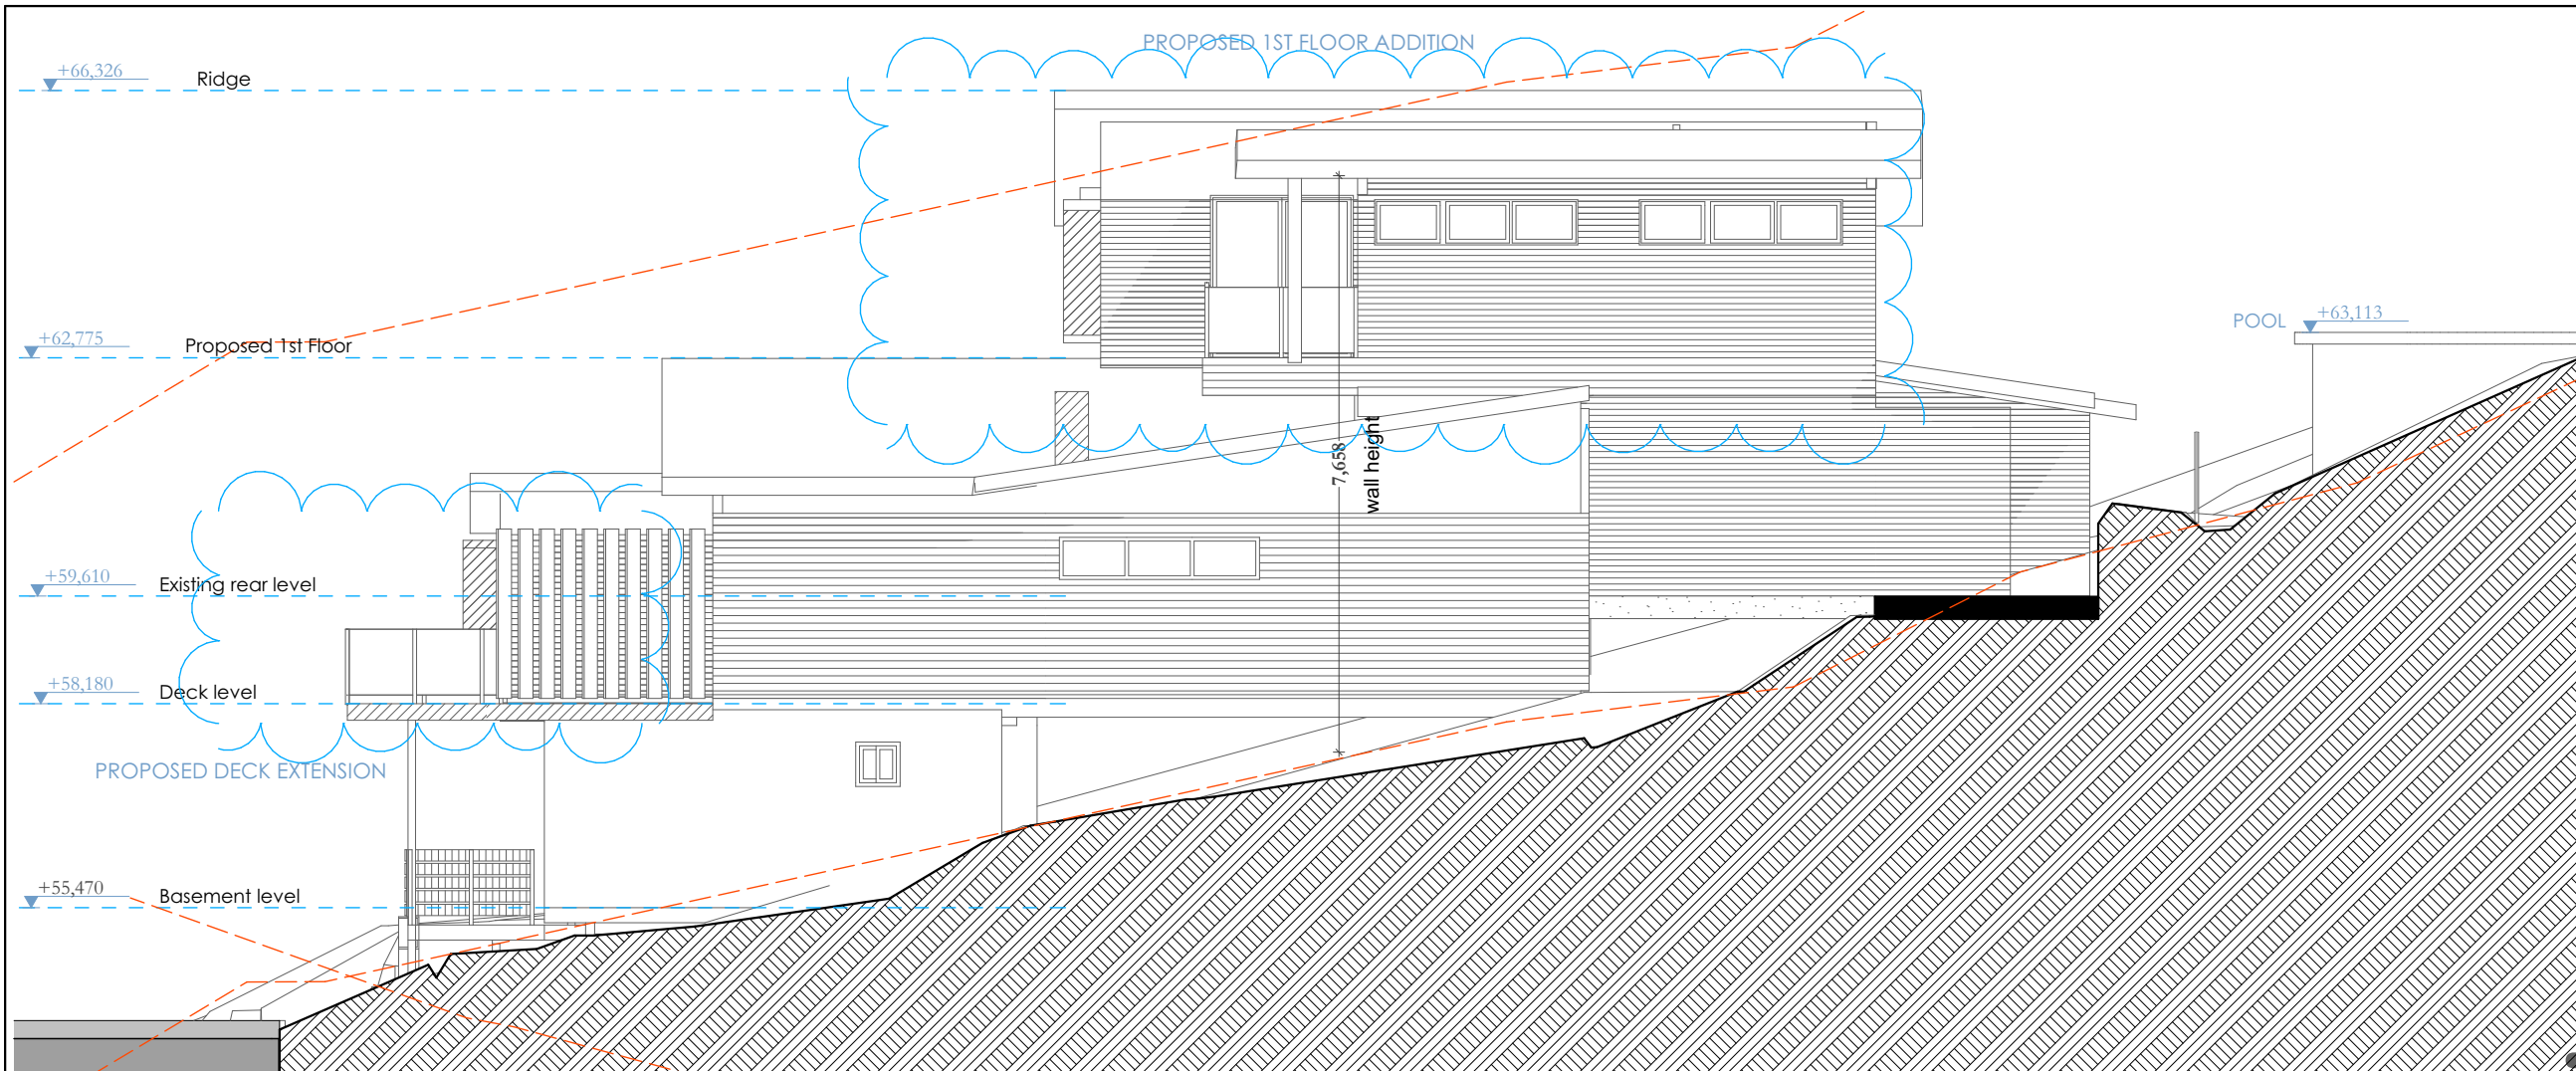 PROPOSED 1ST FLOOR ADDITION
+66,326
Ridge
POOL
+63,113
+62,775
Proposed 1st Floor
7,658
wall height
+59,610
Existing rear level
+58,180
Deck level
PROPOSED DECK EXTENSION
+55,470
Basement level